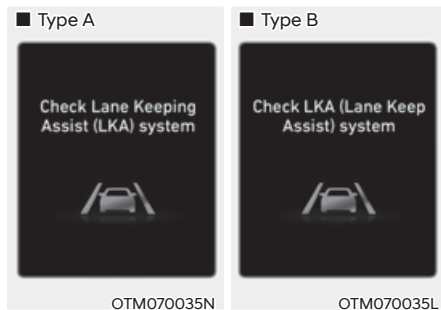 ■ Type A
Check Lane Keeping
Assist (LKA) system
OTM070035N
■ Type B
Check LKA (Lane Keep
Assist) system
OTM070035L